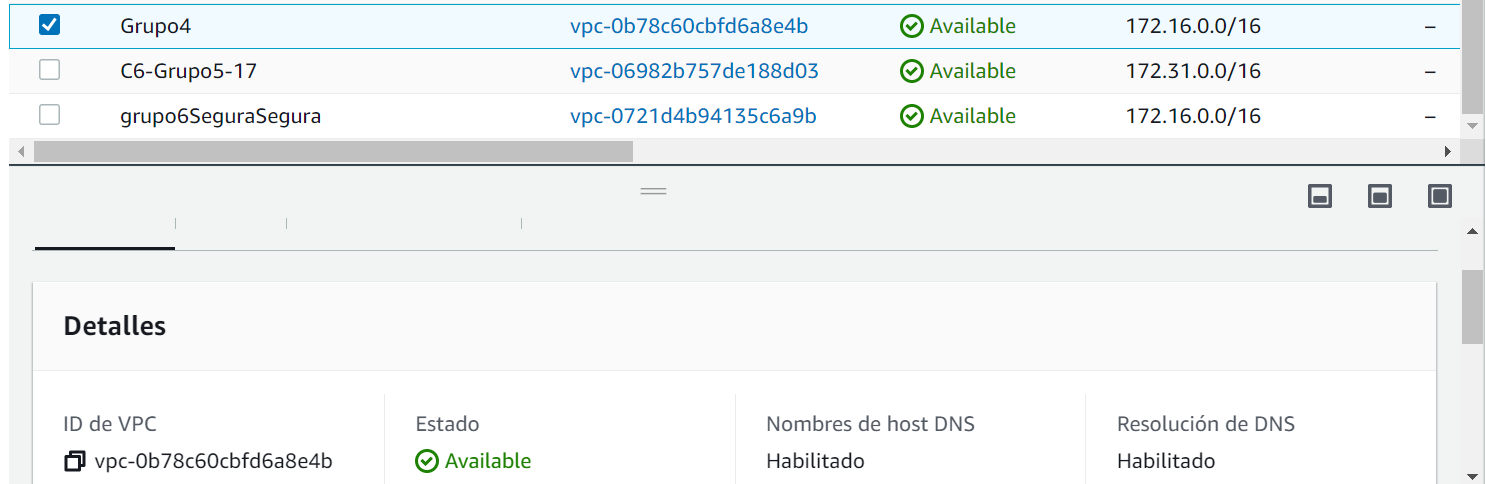 Grupo4 vpc-0b78c60cbfd6a8e4b Available 172.16.0.0/16 –
C6-Grupo5-17 vpc-06982b757de188d03 Available 172.31.0.0/16 –
grupo6SeguraSegura vpc-0721d4b94135c6a9b Available 172.16.0.0/16 –
Detalles
ID de VPC Estado Nombres de host DNS Resolución de DNS
vpc-0b78c60cbfd6a8e4b Available Habilitado Habilitado